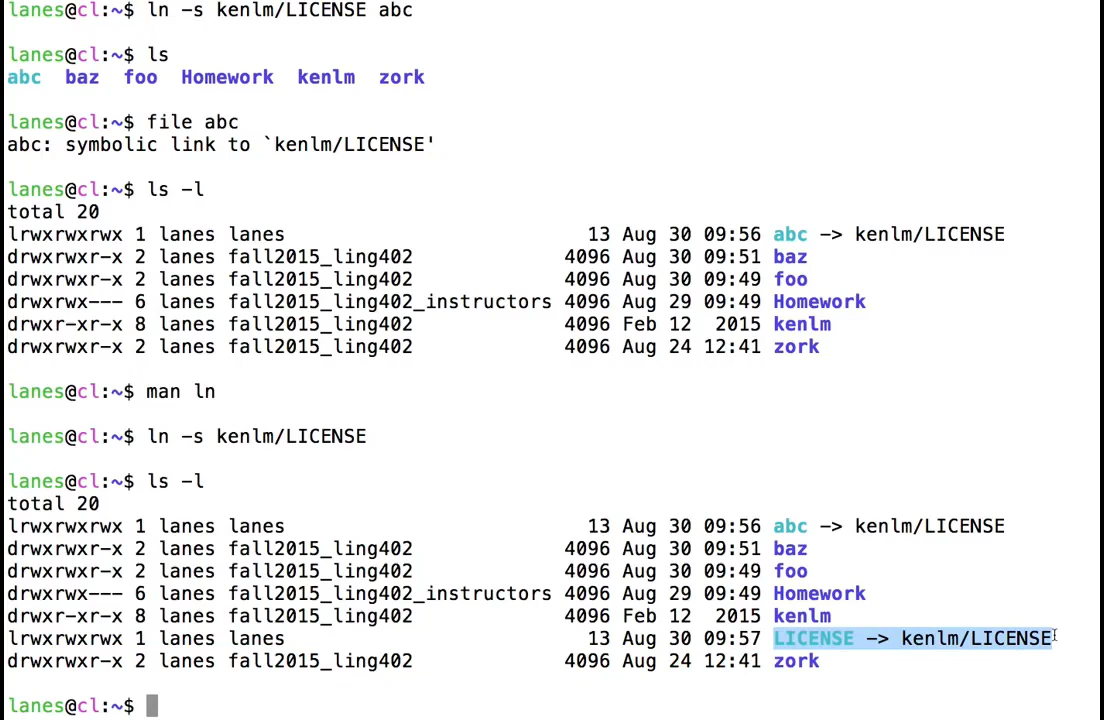 lanes@cl:~$ ln -s kenlm/LICENSE abc
lanes@cl:~$ ls
abc  baz  foo  Homework  kenlm  zork
lanes@cl:~$ file abc
abc: symbolic link to `kenlm/LICENSE'
lanes@cl:~$ ls -l
total 20
lrwxrwxrwx 1 lanes lanes                            13 Aug 30 09:56 abc -> kenlm/LICENSE
drwxrwxr-x 2 lanes fall2015_ling402               4096 Aug 30 09:51 baz
drwxrwxr-x 2 lanes fall2015_ling402               4096 Aug 30 09:49 foo
drwxrwx--- 6 lanes fall2015_ling402_instructors 4096 Aug 29 09:49 Homework
drwxr-xr-x 8 lanes fall2015_ling402               4096 Feb 12  2015 kenlm
drwxrwxr-x 2 lanes fall2015_ling402               4096 Aug 24 12:41 zork
lanes@cl:~$ man ln
lanes@cl:~$ ln -s kenlm/LICENSE
lanes@cl:~$ ls -l
total 20
lrwxrwxrwx 1 lanes lanes                            13 Aug 30 09:56 abc -> kenlm/LICENSE
drwxrwxr-x 2 lanes fall2015_ling402               4096 Aug 30 09:51 baz
drwxrwxr-x 2 lanes fall2015_ling402               4096 Aug 30 09:49 foo
drwxrwx--- 6 lanes fall2015_ling402_instructors 4096 Aug 29 09:49 Homework
drwxr-xr-x 8 lanes fall2015_ling402               4096 Feb 12  2015 kenlm
lrwxrwxrwx 1 lanes lanes                            13 Aug 30 09:57 LICENSE -> kenlm/LICENSE
drwxrwxr-x 2 lanes fall2015_ling402               4096 Aug 24 12:41 zork
lanes@cl:~$